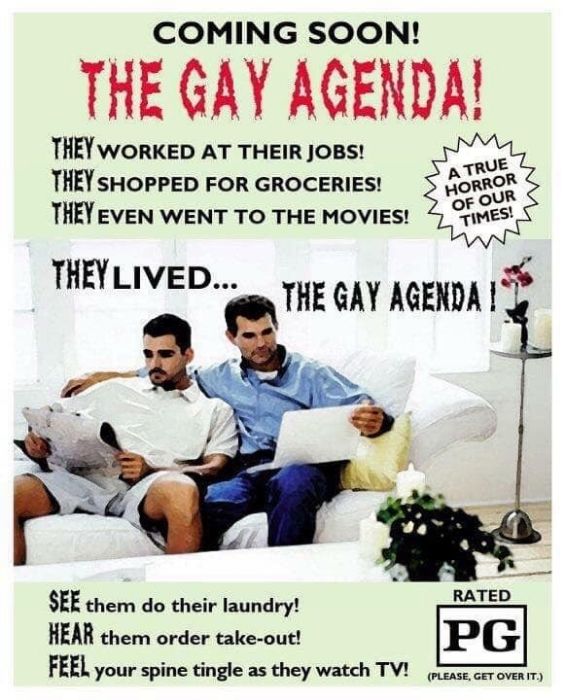 COMING SOON!
THE GAY AGENDA!
THEY WORKED AT THEIR JOBS!
THEY SHOPPED FOR GROCERIES!
THEY EVEN WENT TO THE MOVIES!
A TRUE
HORROR
OF OUR
TIMES!
THEY LIVED...
THE GAY AGENDA !
SEE them do their laundry!
HEAR them order take-out!
FEEL your spine tingle as they watch TV!
RATED
PG
(PLEASE, GET OVER IT.)